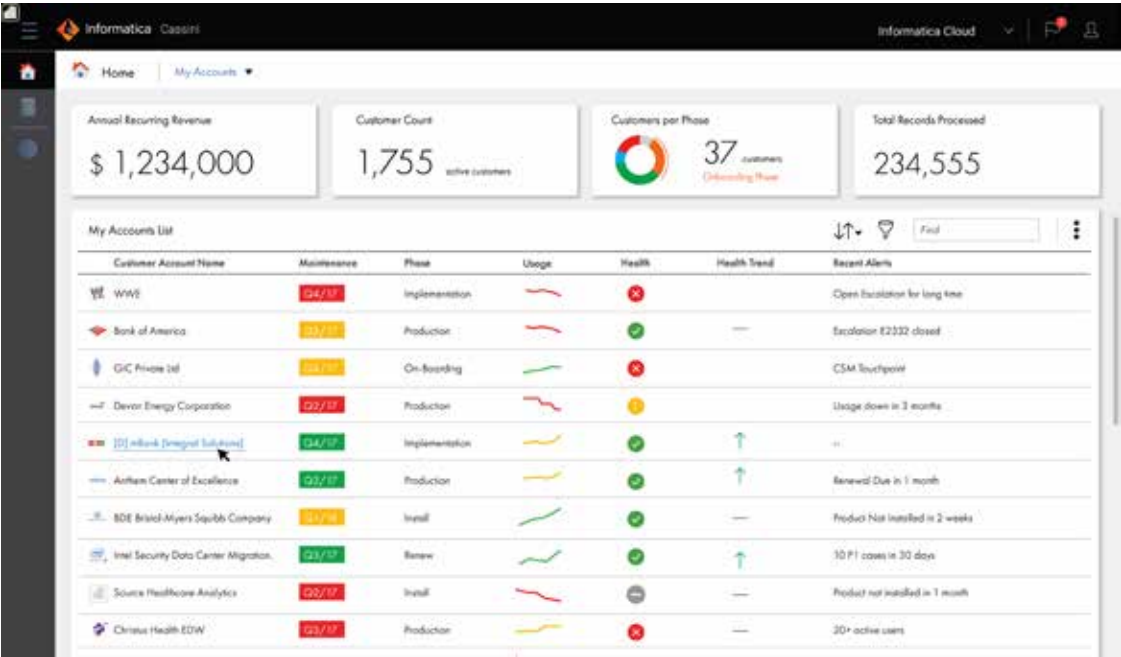 Informatica Cassini
Informatica Cloud
Home My Accounts
Annual Recurring Revenue
$ 1,234,000
Customer Count
1,755 active customers
Customers per Phase
37 customers
Onboarding Phase
Total Records Processed
234,555
My Accounts List Find
Customer Account Name Maintenance Phase Usage Health Health Trend Recent Alerts
WWE Q4/17 Implementation Open Escalation for long time
Bank of America Production Escalation E2332 closed
GIC Private Ltd On-Boarding CSM Touchpoint
Devor Energy Corporation Q2/17 Production Usage down in 3 months
[D] mBank [Integral Solutions] Q4/17 Implementation --
Anthem Center of Excellence Q3/17 Production Renewal Due in 1 month
BDE Bristol-Myers Squibb Company Install Product Not installed in 2 weeks
Intel Security Data Center Migration. Q3/17 Renew 10 P1 cases in 30 days
Source Healthcare Analytics Q2/17 Install Product not installed in 1 month
Christus Health EDW Q3/17 Production 20+ active users